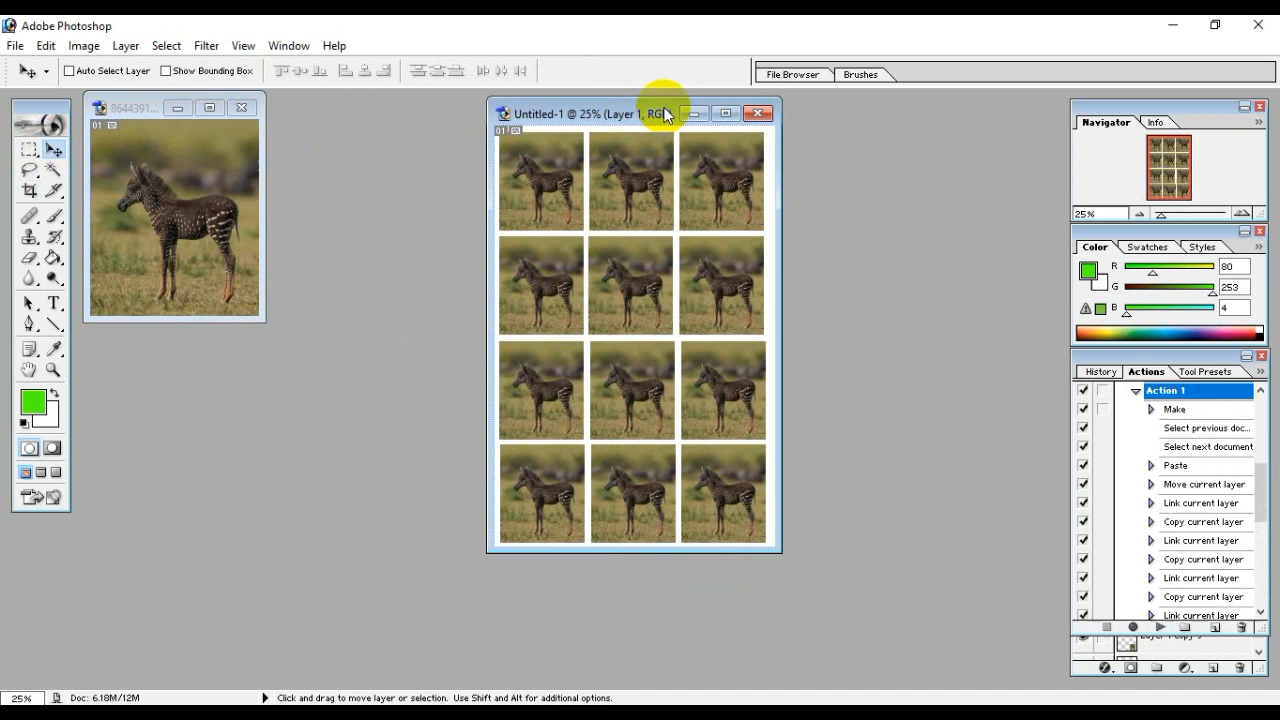 Adobe Photoshop
File Edit Image Layer Select Filter View Window Help
Auto Select Layer Show Bounding Box File Browser Brushes
8644391...
01
Untitled-1 @ 25% (Layer 1, RG
01
Navigator Info
25%
Color Swatches Styles
R 80
G 253
B 4
History Actions Tool Presets
Action 1
Make
Select previous doc...
Select next document
Paste
Move current layer
Link current layer
Copy current layer
Link current layer
Copy current layer
Link current layer
Copy current layer
Link current layer
25% Doc: 6.18M/12M Click and drag to move layer or selection. Use Shift and Alt for additional options.